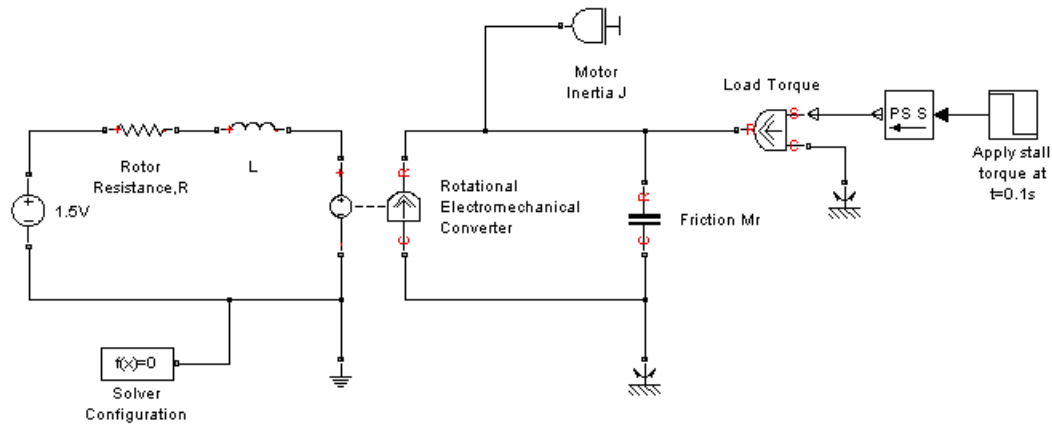 Motor
Inertia J
Load Torque
S
PS S
R
C
Apply stall
torque at
t=0.1s
+
-
+
-
Rotor
Resistance,R
L
+
1.5V
+
-
R
C
Rotational
Electromechanical
Converter
R
C
Friction Mr
f(x)=0
Solver
Configuration